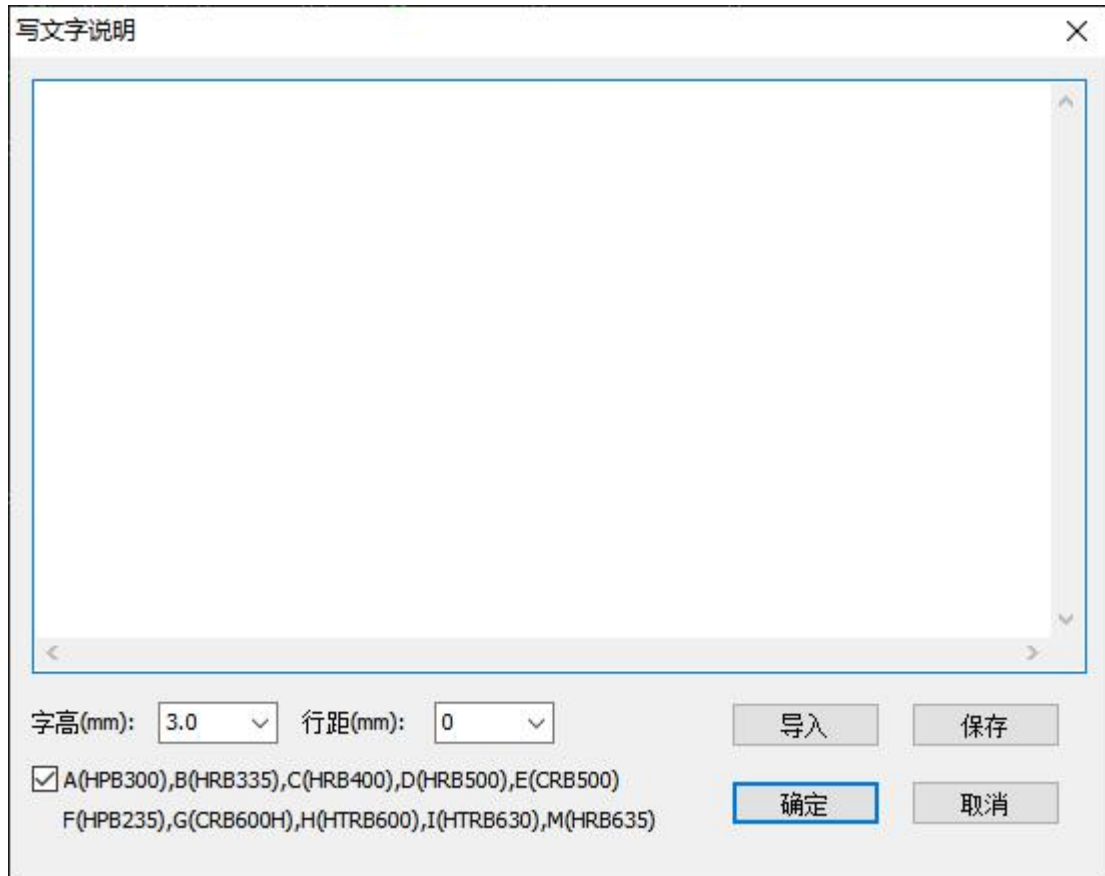 写文字说明
字高(mm): 3.0 行距(mm): 0 导入 保存
A(HPB300),B(HRB335),C(HRB400),D(HRB500),E(CRB500)
F(HPB235),G(CRB600H),H(HTRB600),I(HTRB630),M(HRB635)
确定 取消